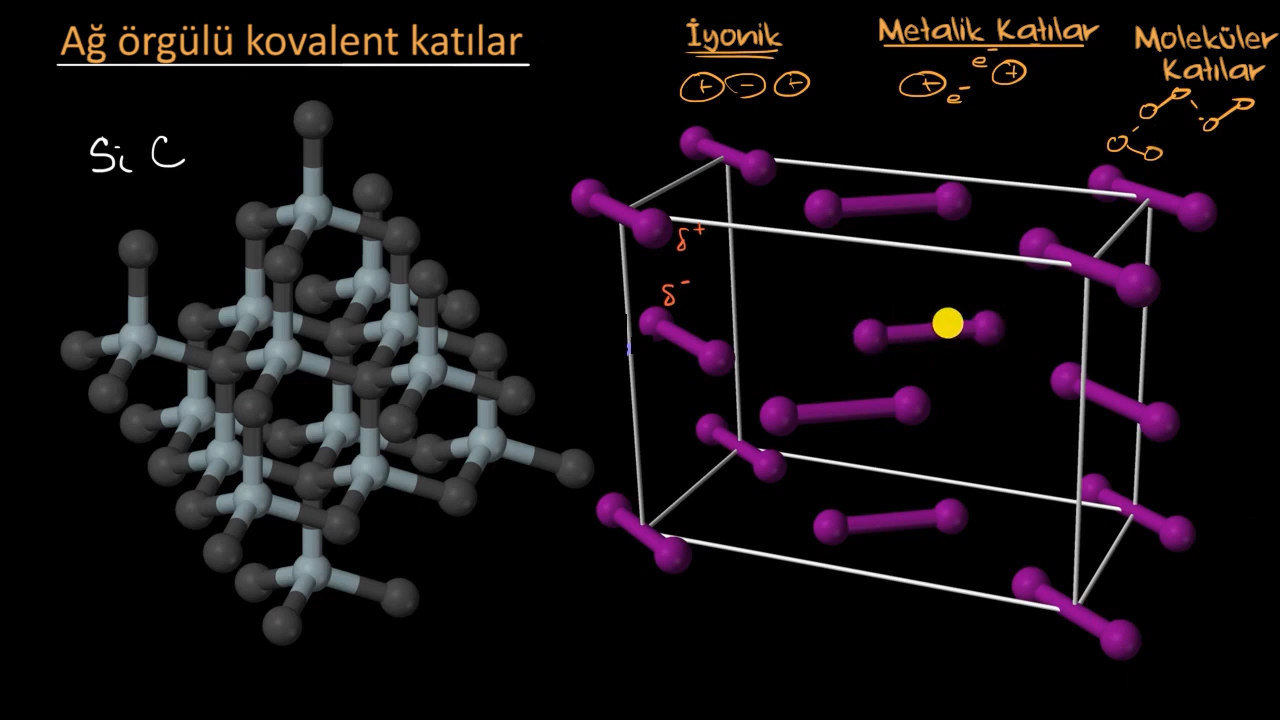 Ağ örgülü kovalent katılar
Si C
İyonik
+ - +
Metalik Katılar
+ e- e- +
Moleküler
Katılar
δ+
δ-